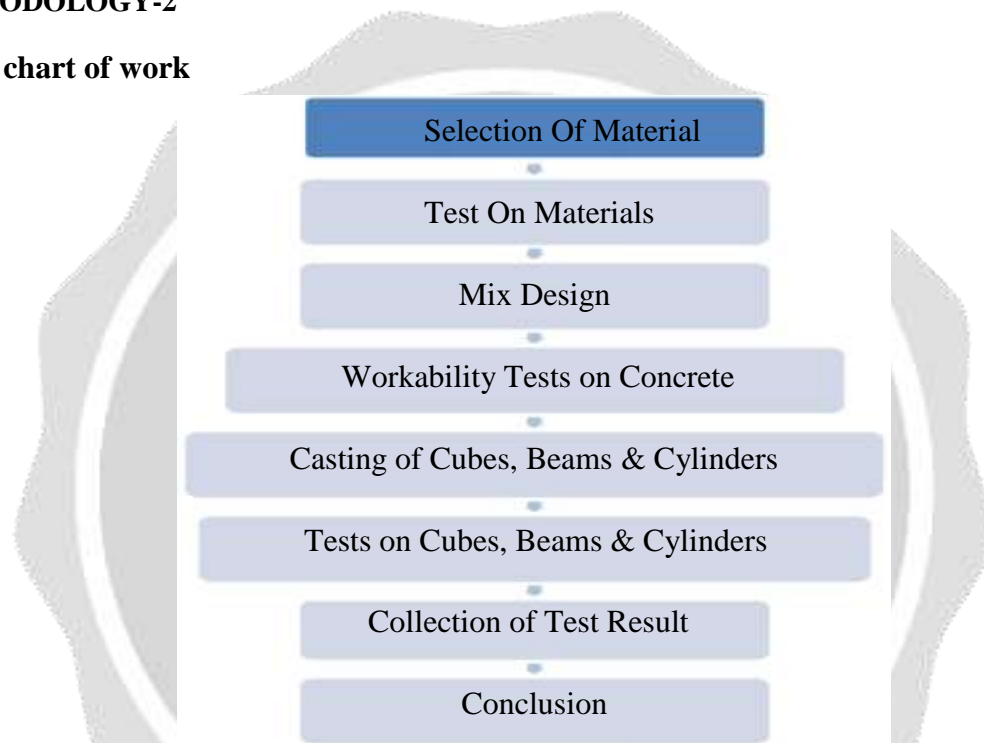 ODOLOGY-2
chart of work
Selection Of Material
Test On Materials
Mix Design
Workability Tests on Concrete
Casting of Cubes, Beams & Cylinders
Tests on Cubes, Beams & Cylinders
Collection of Test Result
Conclusion